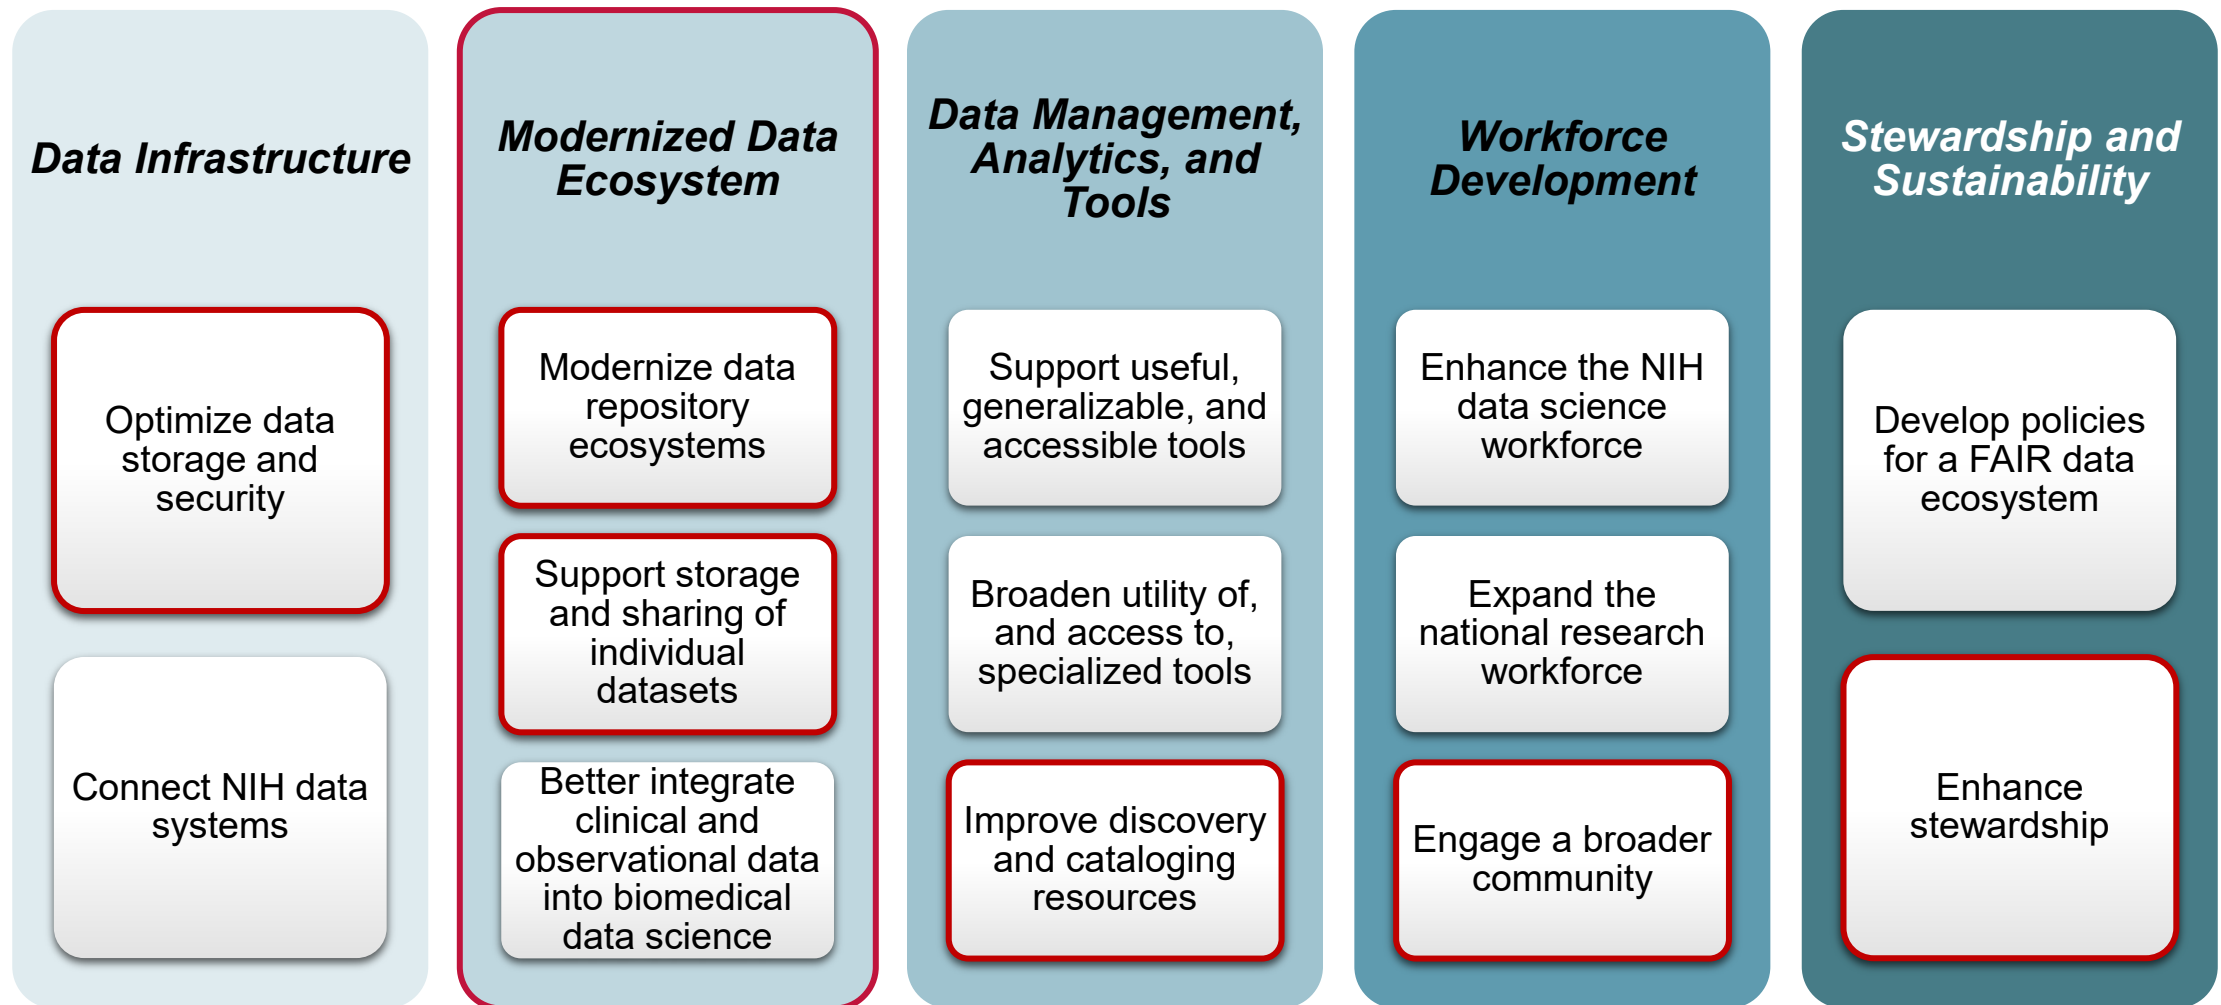 Data Infrastructure
Optimize data
storage and
security
Connect NIH data
systems
Modernized Data
Ecosystem
Modernize data
repository
ecosystems
Support storage
and sharing of
individual
datasets
Better integrate
clinical and
observational data
into biomedical
data science
Data Management,
Analytics, and
Tools
Support useful,
generalizable, and
accessible tools
Broaden utility of,
and access to,
specialized tools
Improve discovery
and cataloging
resources
Workforce
Development
Enhance the NIH
data science
workforce
Expand the
national research
workforce
Engage a broader
community
Stewardship and
Sustainability
Develop policies
for a FAIR data
ecosystem
Enhance
stewardship